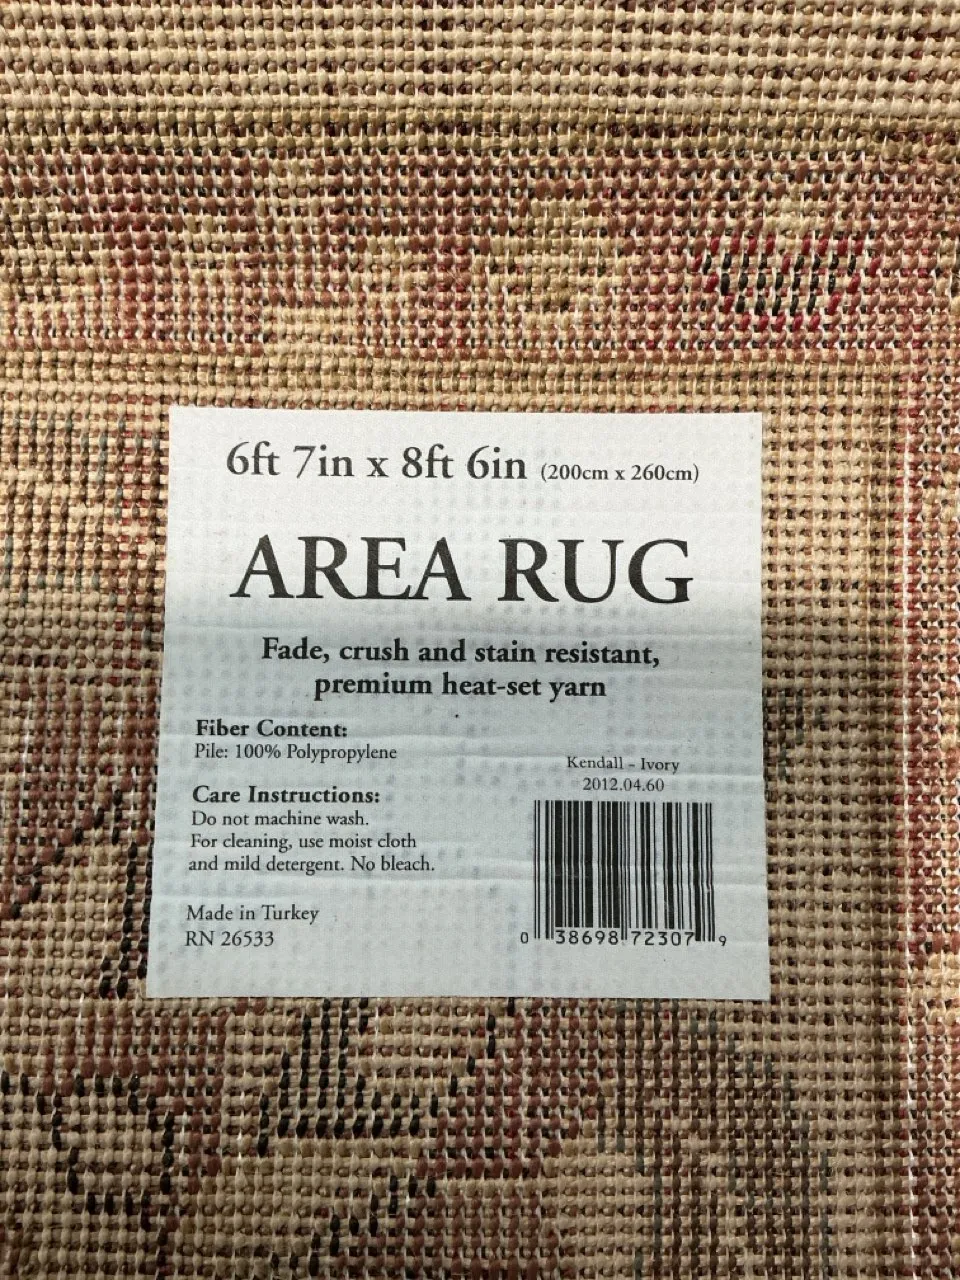 6ft 7in x 8ft 6in (200cm x 260cm)
AREA RUG
Fade, crush and stain resistant,
premium heat-set yarn
Fiber Content:
Pile: 100% Polypropylene
Care Instructions:
Do not machine wash.
For cleaning, use moist cloth
and mild detergent. No bleach.
Made in Turkey
RN 26533
Kendall - Ivory
2012.04.60
0 38698 72307 9